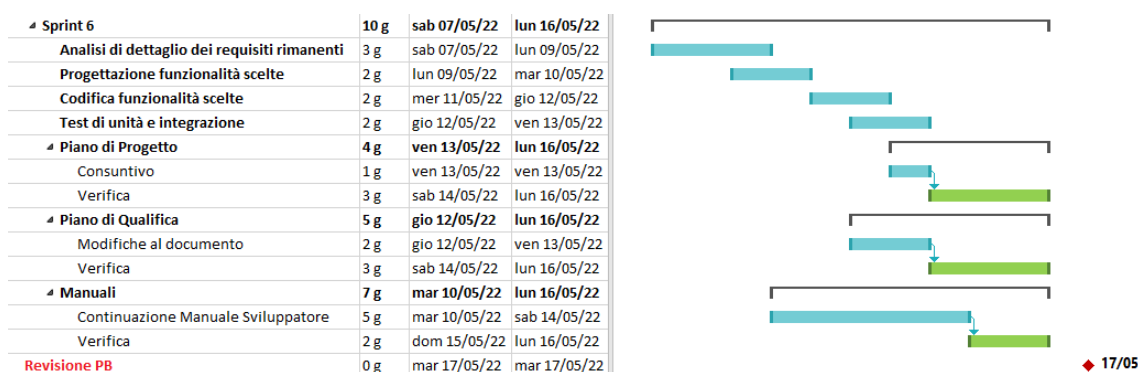 Sprint 6 10 g sab 07/05/22 lun 16/05/22
Analisi di dettaglio dei requisiti rimanenti 3 g sab 07/05/22 lun 09/05/22
Progettazione funzionalità scelte 2 g lun 09/05/22 mar 10/05/22
Codifica funzionalità scelte 2 g mer 11/05/22 gio 12/05/22
Test di unità e integrazione 2 g gio 12/05/22 ven 13/05/22
Piano di Progetto 4 g ven 13/05/22 lun 16/05/22
Consuntivo 1 g ven 13/05/22 ven 13/05/22
Verifica 3 g sab 14/05/22 lun 16/05/22
Piano di Qualifica 5 g gio 12/05/22 lun 16/05/22
Modifiche al documento 2 g gio 12/05/22 ven 13/05/22
Verifica 3 g sab 14/05/22 lun 16/05/22
Manuali 7 g mar 10/05/22 lun 16/05/22
Continuazione Manuale Sviluppatore 5 g mar 10/05/22 sab 14/05/22
Verifica 2 g dom 15/05/22 lun 16/05/22
Revisione PB 0 g mar 17/05/22 mar 17/05/22 17/05